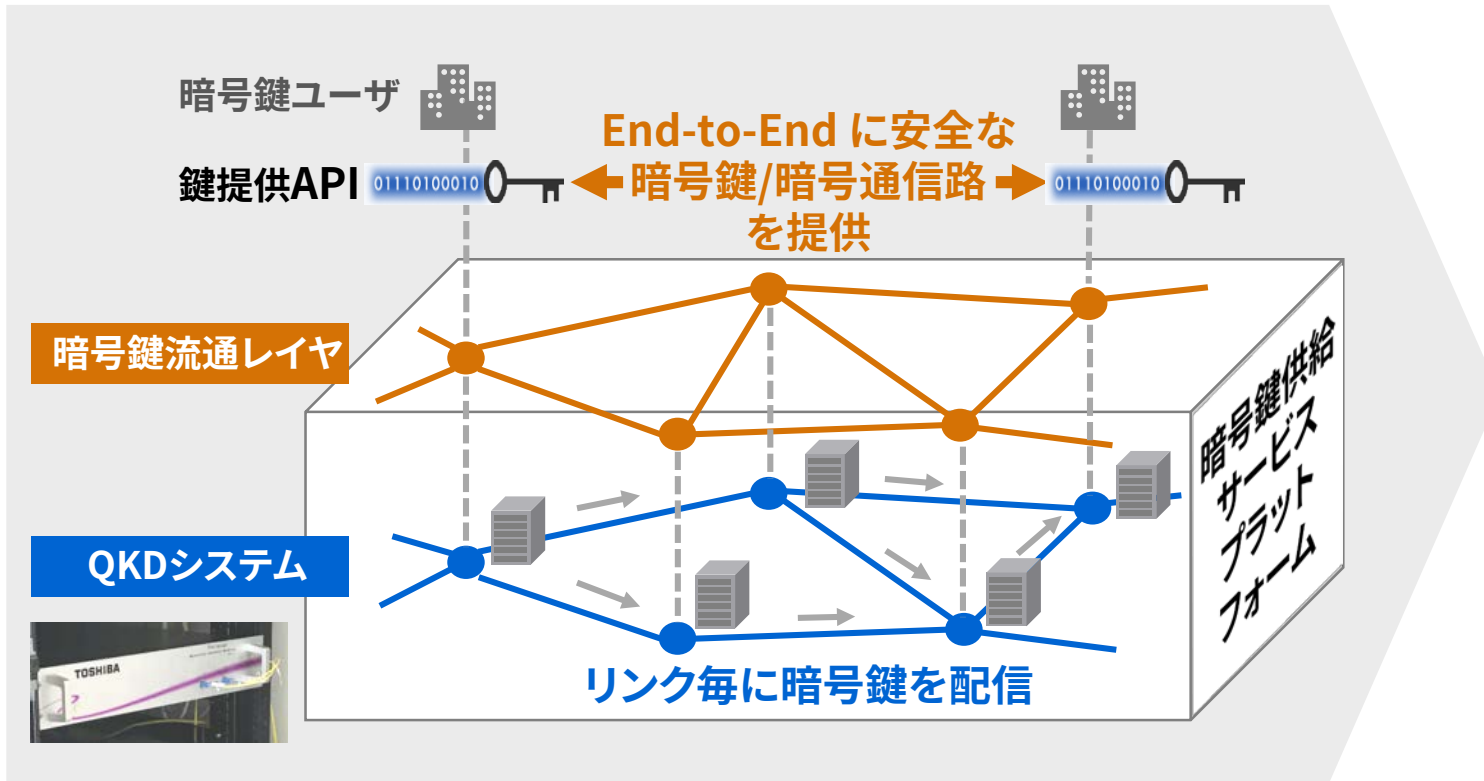 暗号鍵ユーザ
End-to-End に安全な
鍵提供API
01110100010
暗号鍵/暗号通信路
01110100010
を提供
暗号鍵流通レイヤ
暗号鍵供給
サービス
プラット
フォーム
QKDシステム
TOSHIBA
リンク毎に暗号鍵を配信